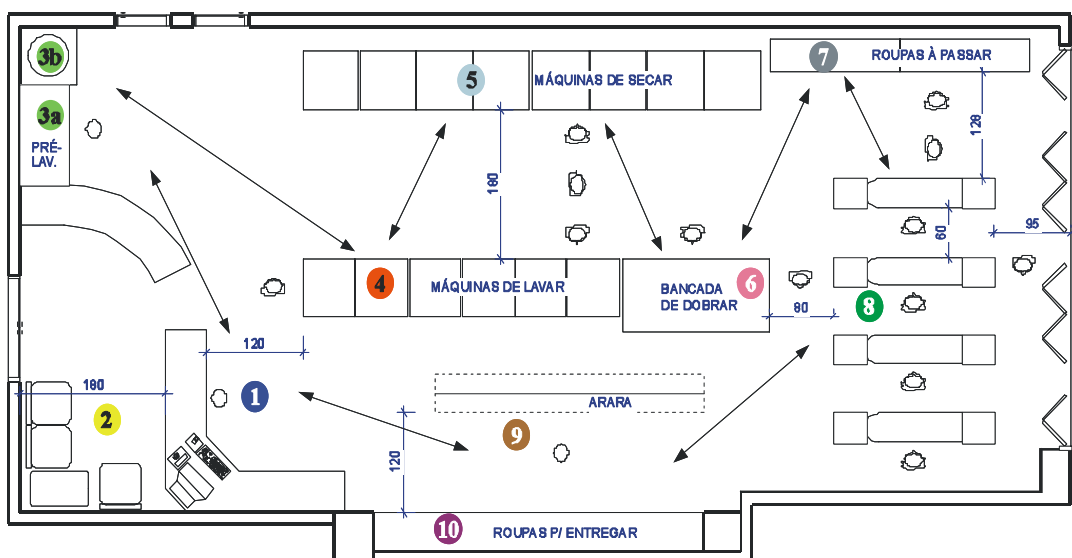 3b
3a
PRÉ-
LAV.
5
MÁQUINAS DE SECAR
7
ROUPAS À PASSAR
128
180
60
95
4
MÁQUINAS DE LAVAR
BANCADA
DE DOBRAR
6
80
8
120
180
1
2
ARARA
9
120
10
ROUPAS P/ ENTREGAR